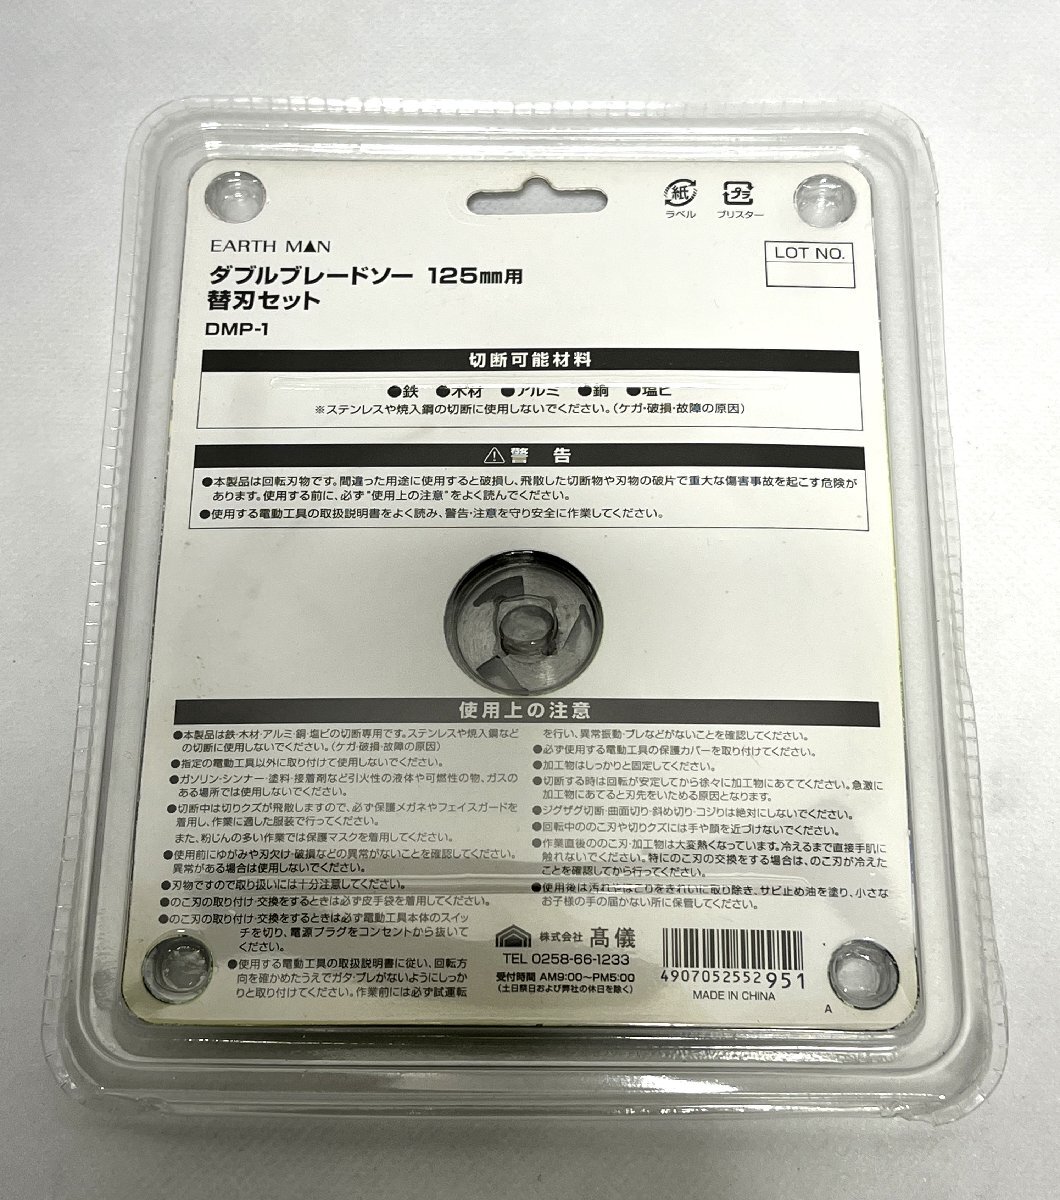 紙
ラベル
プラ
ブリスター
EARTH MAN
ダブルブレードソー 125㎜用
替刃セット
DMP-1
LOT NO.
切断可能材料
●鉄 ●木材 ●アルミ ●銅 ●塩ビ
※ステンレスや焼入鋼の切断に使用しないでください。(ケガ・破損・故障の原因)
⚠警 告
●本製品は回転刃物です。間違った用途に使用すると破損し、飛散した切断物や刃物の破片で重大な傷害事故を起こす危険が
あります。使用する前に、必ず"使用上の注意"をよく読んでください。
●使用する電動工具の取扱説明書をよく読み、警告・注意を守り安全に作業してください。
使用上の注意
●本製品は鉄・木材・アルミ・銅・塩ビの切断専用です。ステンレスや焼入鋼など
の切断に使用しないでください。(ケガ・破損・故障の原因)
●指定の電動工具以外に取り付けて使用しないでください。
●ガソリン・シンナー・塗料・接着剤など引火性の液体や可燃性の物、ガスの
ある場所では使用しないでください。
●切断中は切りクズが飛散しますので、必ず保護メガネやフェイスガードを
着用し、作業に適した服装で行ってください。
また、粉じんの多い作業では保護マスクを着用してください。
●使用前にゆがみや刃欠け・破損などの異常がないことを確認してください。
異常がある場合は使用しないでください。
●刃物ですので取り扱いには十分注意してください。
●のこ刃の取り付け・交換をするときは必ず皮手袋を着用してください。
●のこ刃の取り付け・交換をするときは必ず電動工具本体のスイッ
チを切り、電源プラグをコンセントから抜いて
ください。
●使用する電動工具の取扱説明書に従い、回転方
向を確かめたうえでガタ・ブレがないようにしっか
りと取り付けてください。作業前には必ず試運転
を行い、異常振動・ブレなどがないことを確認してください。
●必ず使用する電動工具の保護カバーを取り付けてください。
●加工物はしっかりと固定してください。
●切断する時は回転が安定してから徐々に加工物にあててください。急激に
加工物にあてると刃先をいためる原因となります。
●ジグザグ切断・曲面切り・斜め切り・コジりは絶対にしないでください。
●回転中ののこ刃や切りクズには手や顔を近づけないでください。
●作業直後ののこ刃・加工物は大変熱くなっています。冷えるまで直接手肌に
触れないでください。特にのこ刃の交換をする場合は、のこ刃が冷えた
ことを確認してから行ってください。
●使用後は汚れやほこりをきれいに取り除き、サビ止め油を塗り、小さな
お子様の手の届かない所に保管してください。
株式会社 髙儀
TEL 0258-66-1233
受付時間 AM9:00～PM5:00
(土日祭日および弊社の休日を除く)
4907052552951
MADE IN CHINA
A